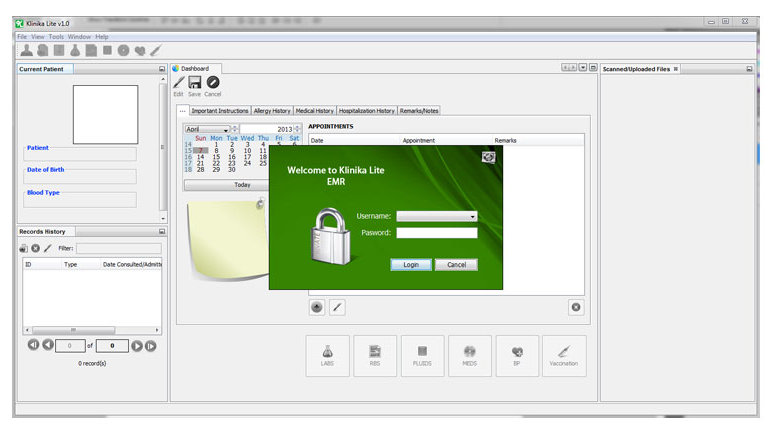 Klinika Lite v1.0
File View Tools Window Help
Current Patient
Patient
Date of Birth
Blood Type
Records History
Filter:
ID Type Date Consulted/Admitte
0 of 0
0 record(s)
Dashboard
Edit Save Cancel
... Important Instructions Allergy History Medical History Hospitalization History Remarks/Notes
April 2013
Sun Mon Tue Wed Thu Fri Sat
14 1 2 3 4 5 6
15 7 8 9 10 11
16 14 15 16 17 18
17 21 22 23 24 25
18 28 29 30
Today
APPOINTMENTS
Date Appointment Remarks
Welcome to Klinika Lite
EMR
Username:
Pasword:
PRIVATE
Login Cancel
LABS RBS FLUIDS MEDS BP Vaccination
Scanned/Uploaded Files